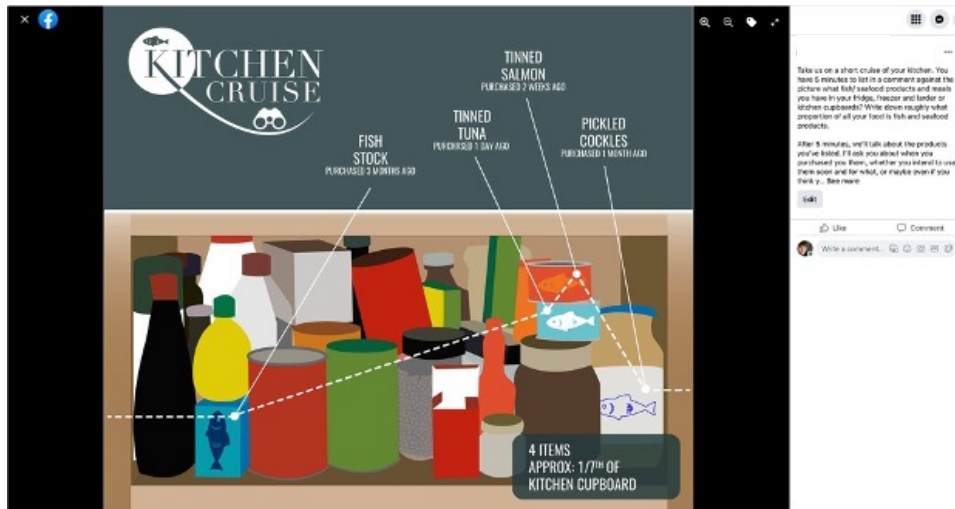 KITCHEN
CRUISE
TINNED
SALMON
PURCHASED 2 WEEKS AGO
TINNED
TUNA
PURCHASED 1 DAY AGO
PICKLED
COCKLES
PURCHASED 1 MONTH AGO
FISH
STOCK
PURCHASED 3 MONTHS AGO
4 ITEMS
APPROX: 1/7TH OF
KITCHEN CUPBOARD
Take us on a short cruise of your kitchen. You
have 5 minutes to list in a comment against the
picture what fish/ seafood products and meals
you have in your fridge, freezer and larder or
kitchen cupboards? Write down roughly what
proportion of all your food is fish and seafood
products.
After 5 minutes, we'll talk about the products
you've listed. I'll ask you about when you
purchased you them, whether you intend to use
them soon and for what, or maybe even if you
think y... See more
Edit
Like
Comment
Write a comment...